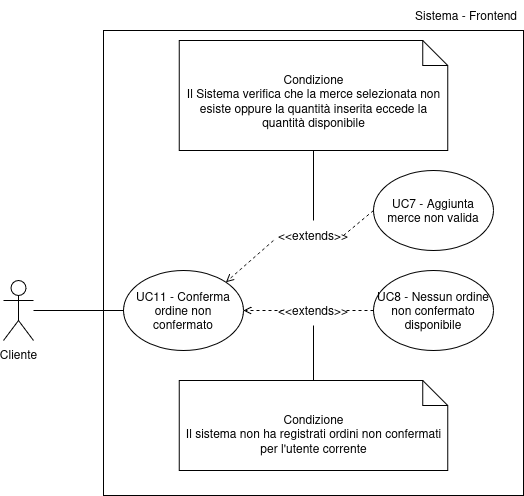 Sistema - Frontend
Condizione
Il Sistema verifica che la merce selezionata non
esiste oppure la quantità inserita eccede la
quantità disponibile
UC7 - Aggiunta
merce non valida
<<extends>>
UC11 - Conferma
ordine non
confermato
<<extends>>
UC8 - Nessun ordine
non confermato
disponibile
Cliente
Condizione
Il sistema non ha registrati ordini non confermati
per l'utente corrente